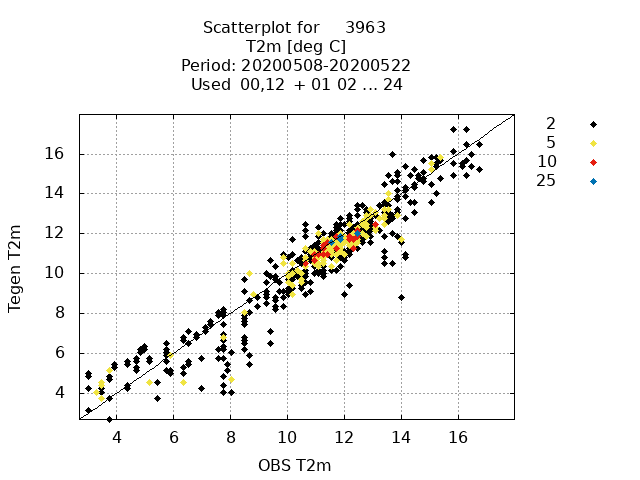 Scatterplot for 3963
T2m [deg C]
Period: 20200508-20200522
Used 00,12 + 01 02 ... 24
2
5
10
25
16
14
12
10
8
6
4
Tegen T2m
4 6 8 10 12 14 16
OBS T2m